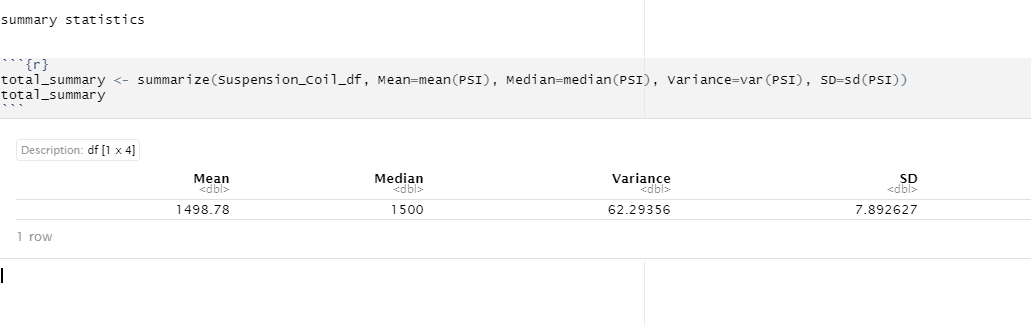 summary statistics
```{r}
total_summary <- summarize(Suspension_Coil_df, Mean=mean(PSI), Median=median(PSI), Variance=var(PSI), SD=sd(PSI))
total_summary
```
Description: df [1 x 4]
Mean Median Variance SD
<dbl> <dbl> <dbl> <dbl>
1498.78 1500 62.29356 7.892627
1 row